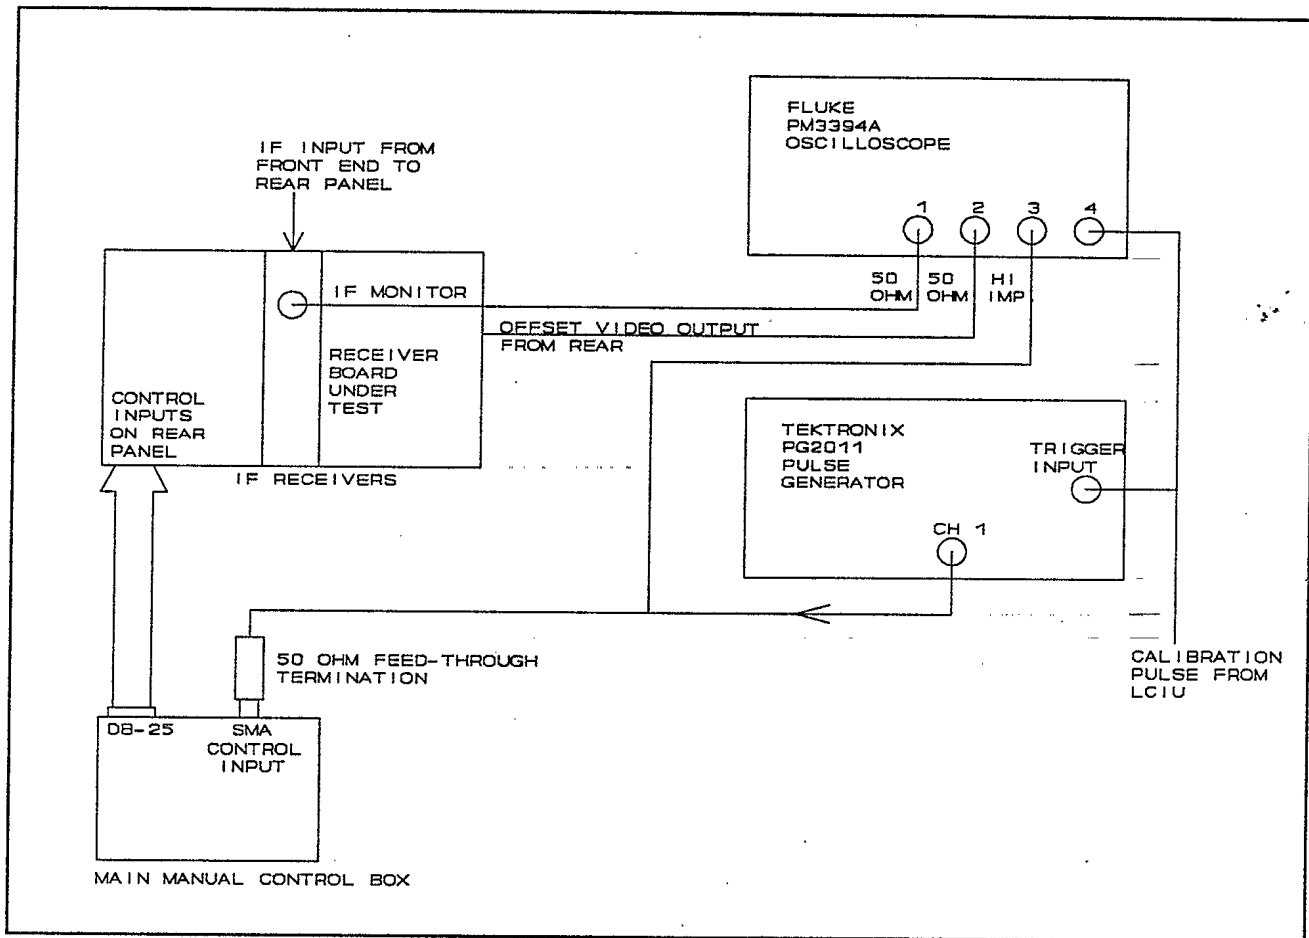 FLUKE
PM3394A
OSCILLOSCOPE
1 2 3 4
50
OHM
50
OHM
HI
IMP
IF INPUT FROM
FRONT END TO
REAR PANEL
IF MONITOR
OFFSET VIDEO OUTPUT
FROM REAR
RECEIVER
BOARD
UNDER
TEST
CONTROL
INPUTS
ON REAR
PANEL
IF RECEIVERS
TEKTRONIX
PG2011
PULSE
GENERATOR
TRIGGER
INPUT
CH 1
50 OHM FEED-THROUGH
TERMINATION
CALIBRATION
PULSE FROM
LCIU
DB-25
SMA
CONTROL
INPUT
MAIN MANUAL CONTROL BOX